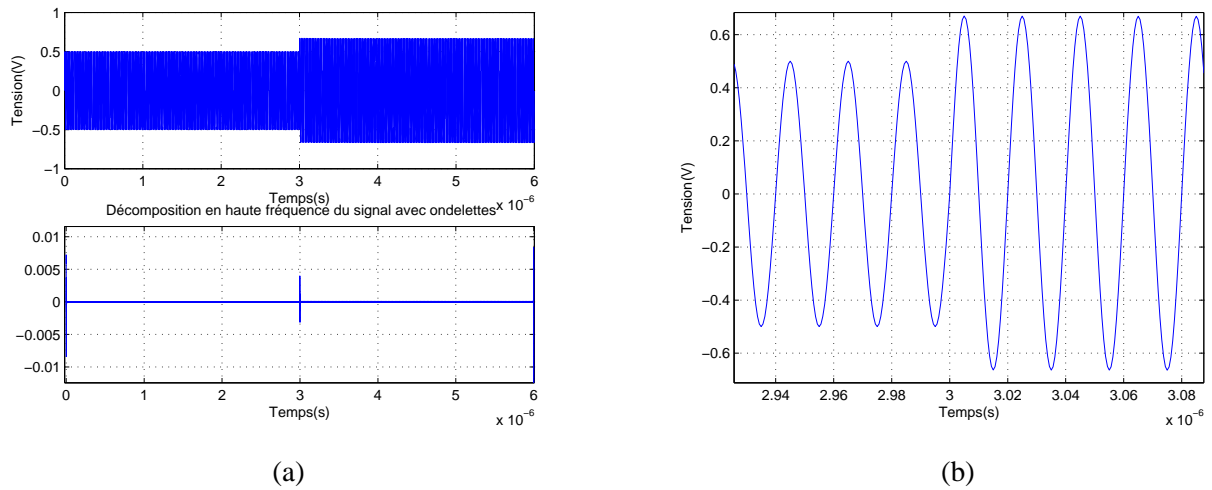 1
0.5
0
−0.5
−1
Tension(V)
0 1 2 3 4 5 6
Temps(s)
x 10⁻⁶
Décomposition en haute fréquence du signal avec ondelettes
0.01
0.005
0
−0.005
−0.01
0 1 2 3 4 5 6
Temps(s)
x 10⁻⁶
(a)
0.6
0.4
0.2
0
−0.2
−0.4
−0.6
Tension(V)
2.94 2.96 2.98 3 3.02 3.04 3.06 3.08
Temps(s)
x 10⁻⁶
(b)